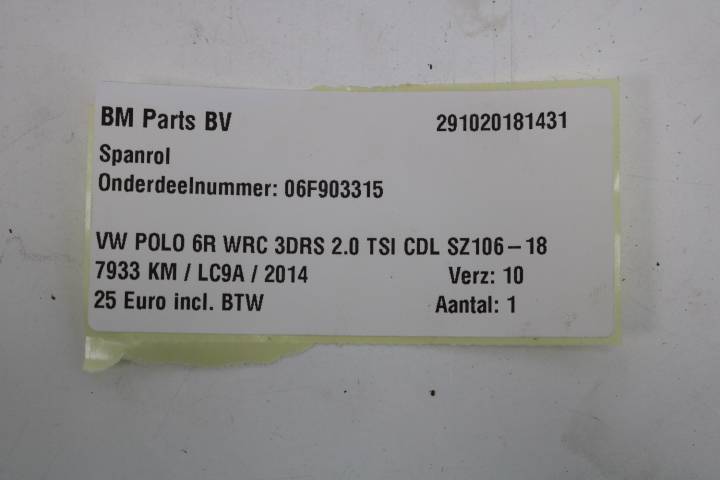 BM Parts BV 291020181431
Spanrol
Onderdeelnummer: 06F903315
VW POLO 6R WRC 3DRS 2.0 TSI CDL SZ106-18
7933 KM / LC9A / 2014 Verz: 10
25 Euro incl. BTW Aantal: 1